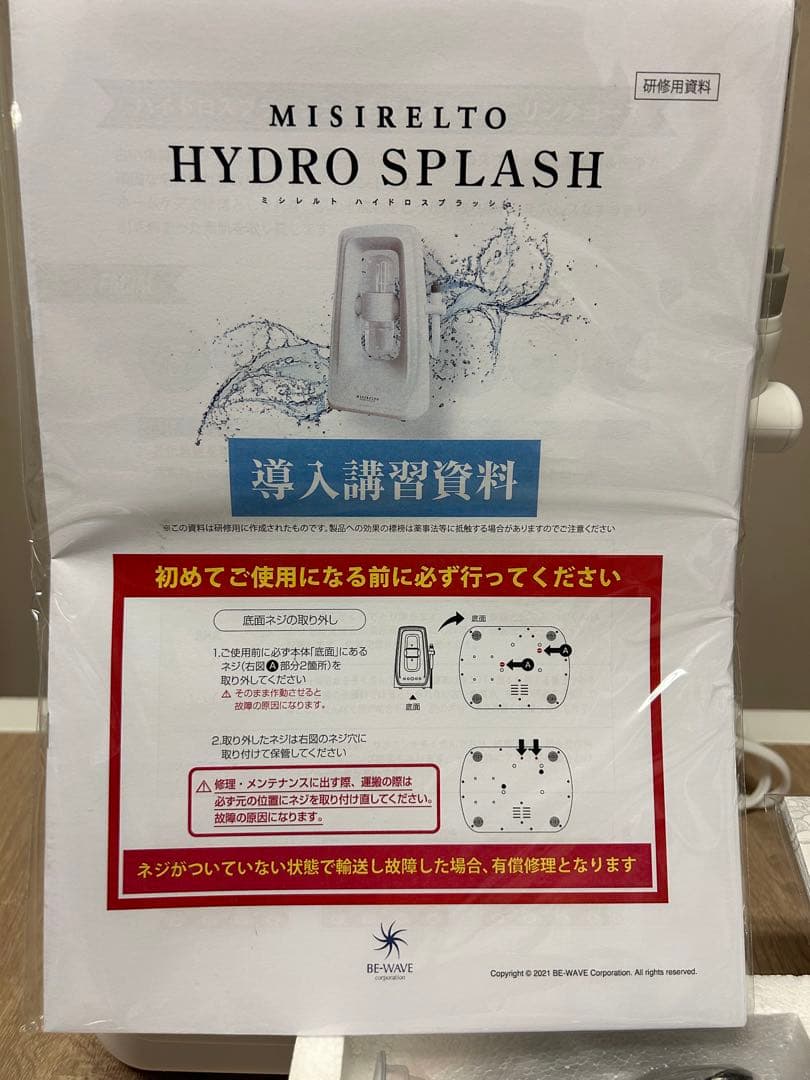 研修用資料
MISIRELTO
HYDRO SPLASH
ミシレルト ハイドロスプラッシュ
MISIRELTO
導入講習資料
※この資料は研修用に作成されたものです。製品への効果の標榜は薬事法等に抵触する場合がありますのでご注意ください
初めてご使用になる前に必ず行ってください
底面ネジの取り外し
1.ご使用前に必ず本体「底面」にある
ネジ(右図A部分2箇所)を
取り外してください
⚠そのまま作動させると
故障の原因になります。
底面
底面
A
A
2.取り外したネジは右図のネジ穴に
取り付けて保管してください
⚠修理・メンテナンスに出す際、運搬の際は
必ず元の位置にネジを取り付け直してください。
故障の原因になります。
ネジがついていない状態で輸送し故障した場合、有償修理となります
BE-WAVE
corporation
Copyright © 2021 BE-WAVE Corporation. All rights reserved.